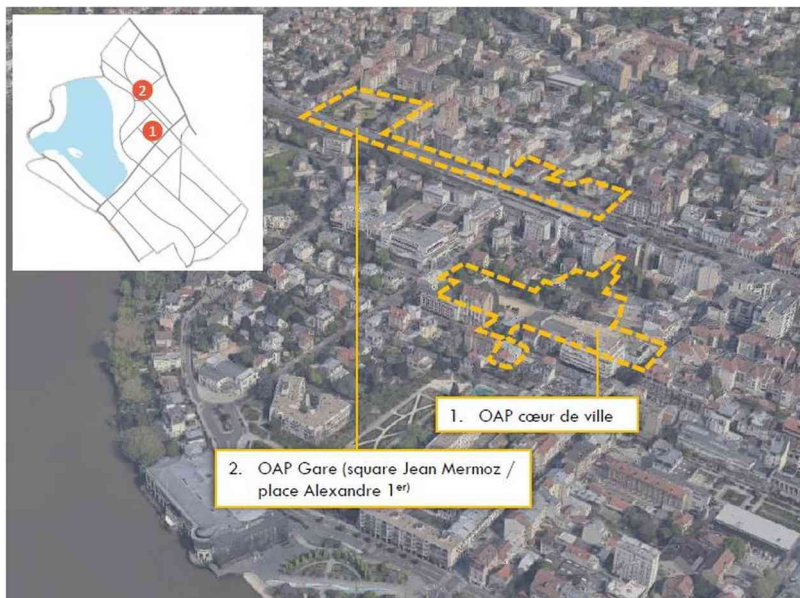 2
1
1. OAP cœur de ville
2. OAP Gare (square Jean Mermoz /
place Alexandre 1er)